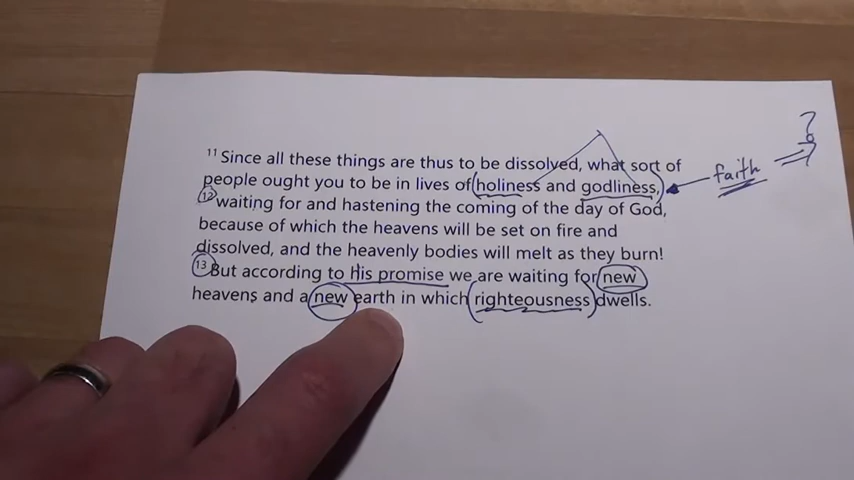 11 Since all these things are thus to be dissolved, what sort of
people ought you to be in lives of holiness and godliness,
12 waiting for and hastening the coming of the day of God,
because of which the heavens will be set on fire and
dissolved, and the heavenly bodies will melt as they burn!
13 But according to His promise we are waiting for new
heavens and a new earth in which righteousness dwells.
faith
?